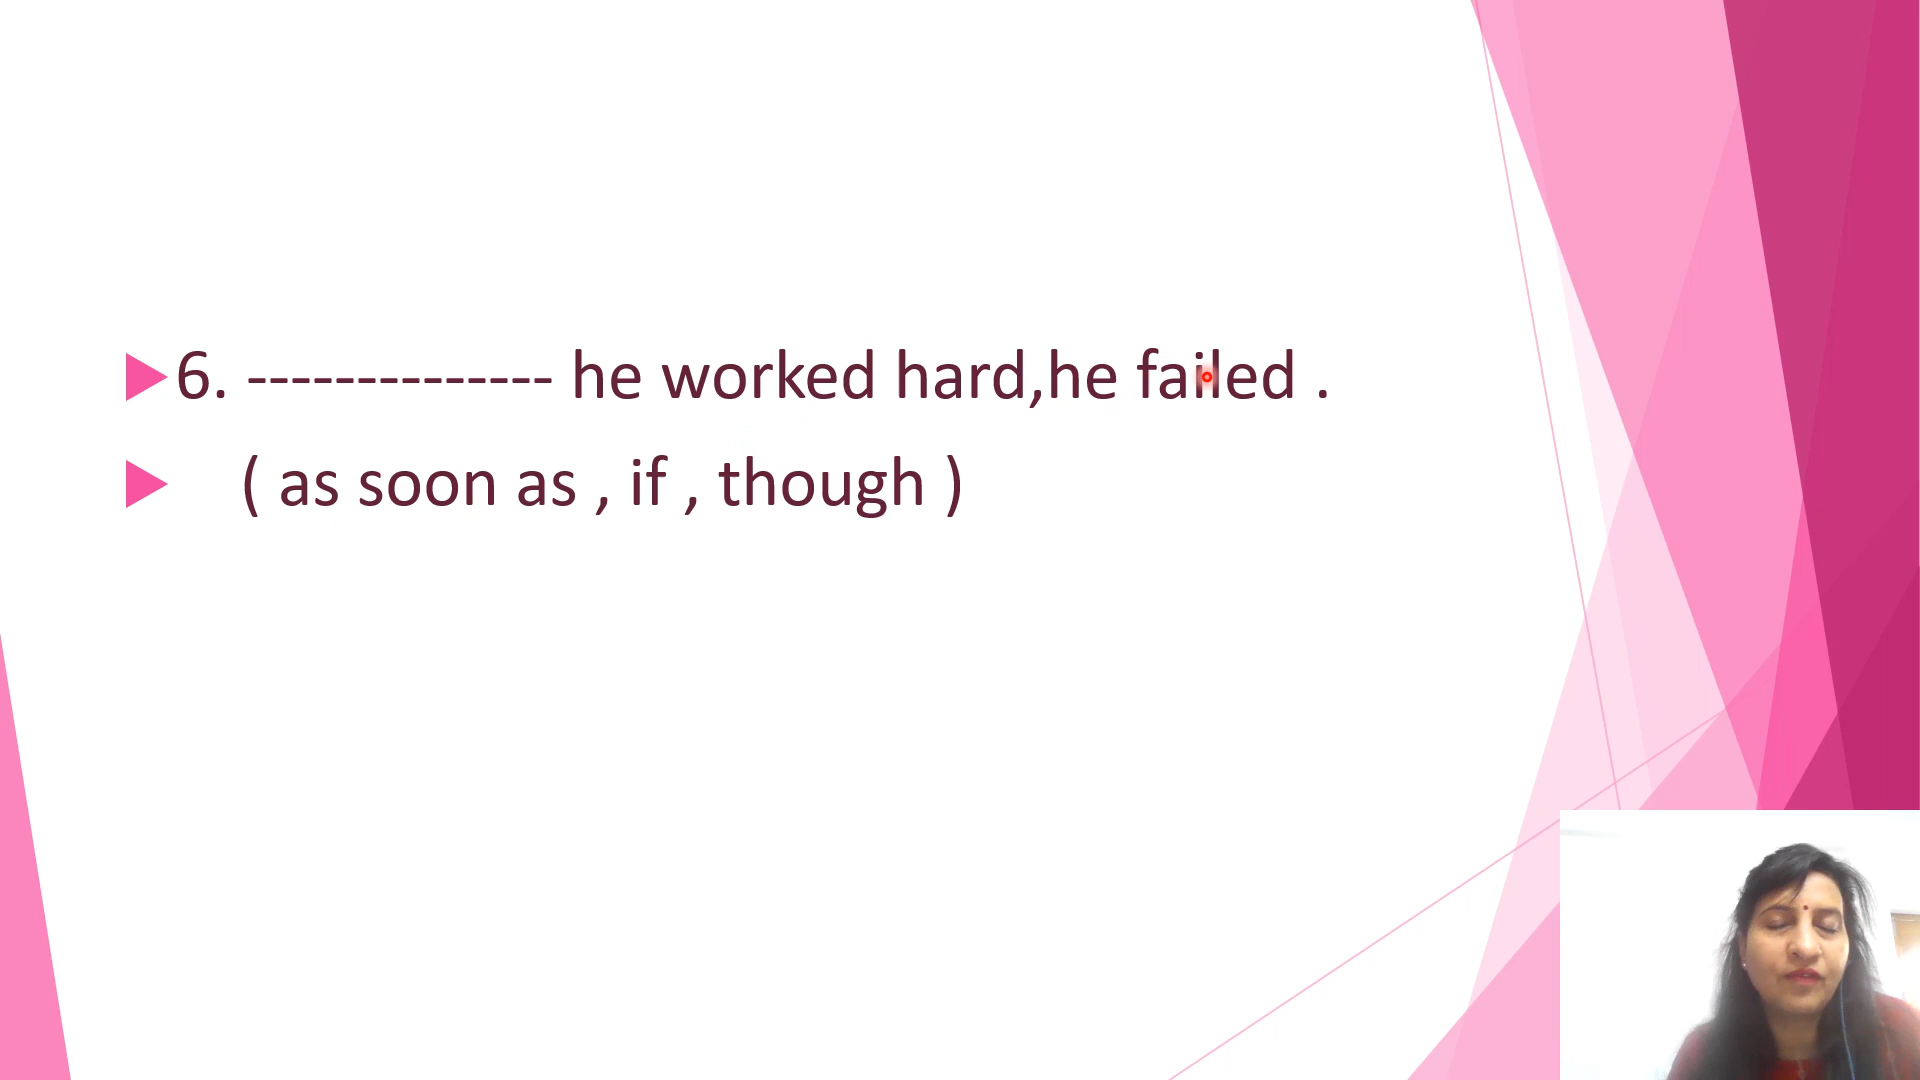 6. -------------- he worked hard,he failed .
( as soon as , if , though )